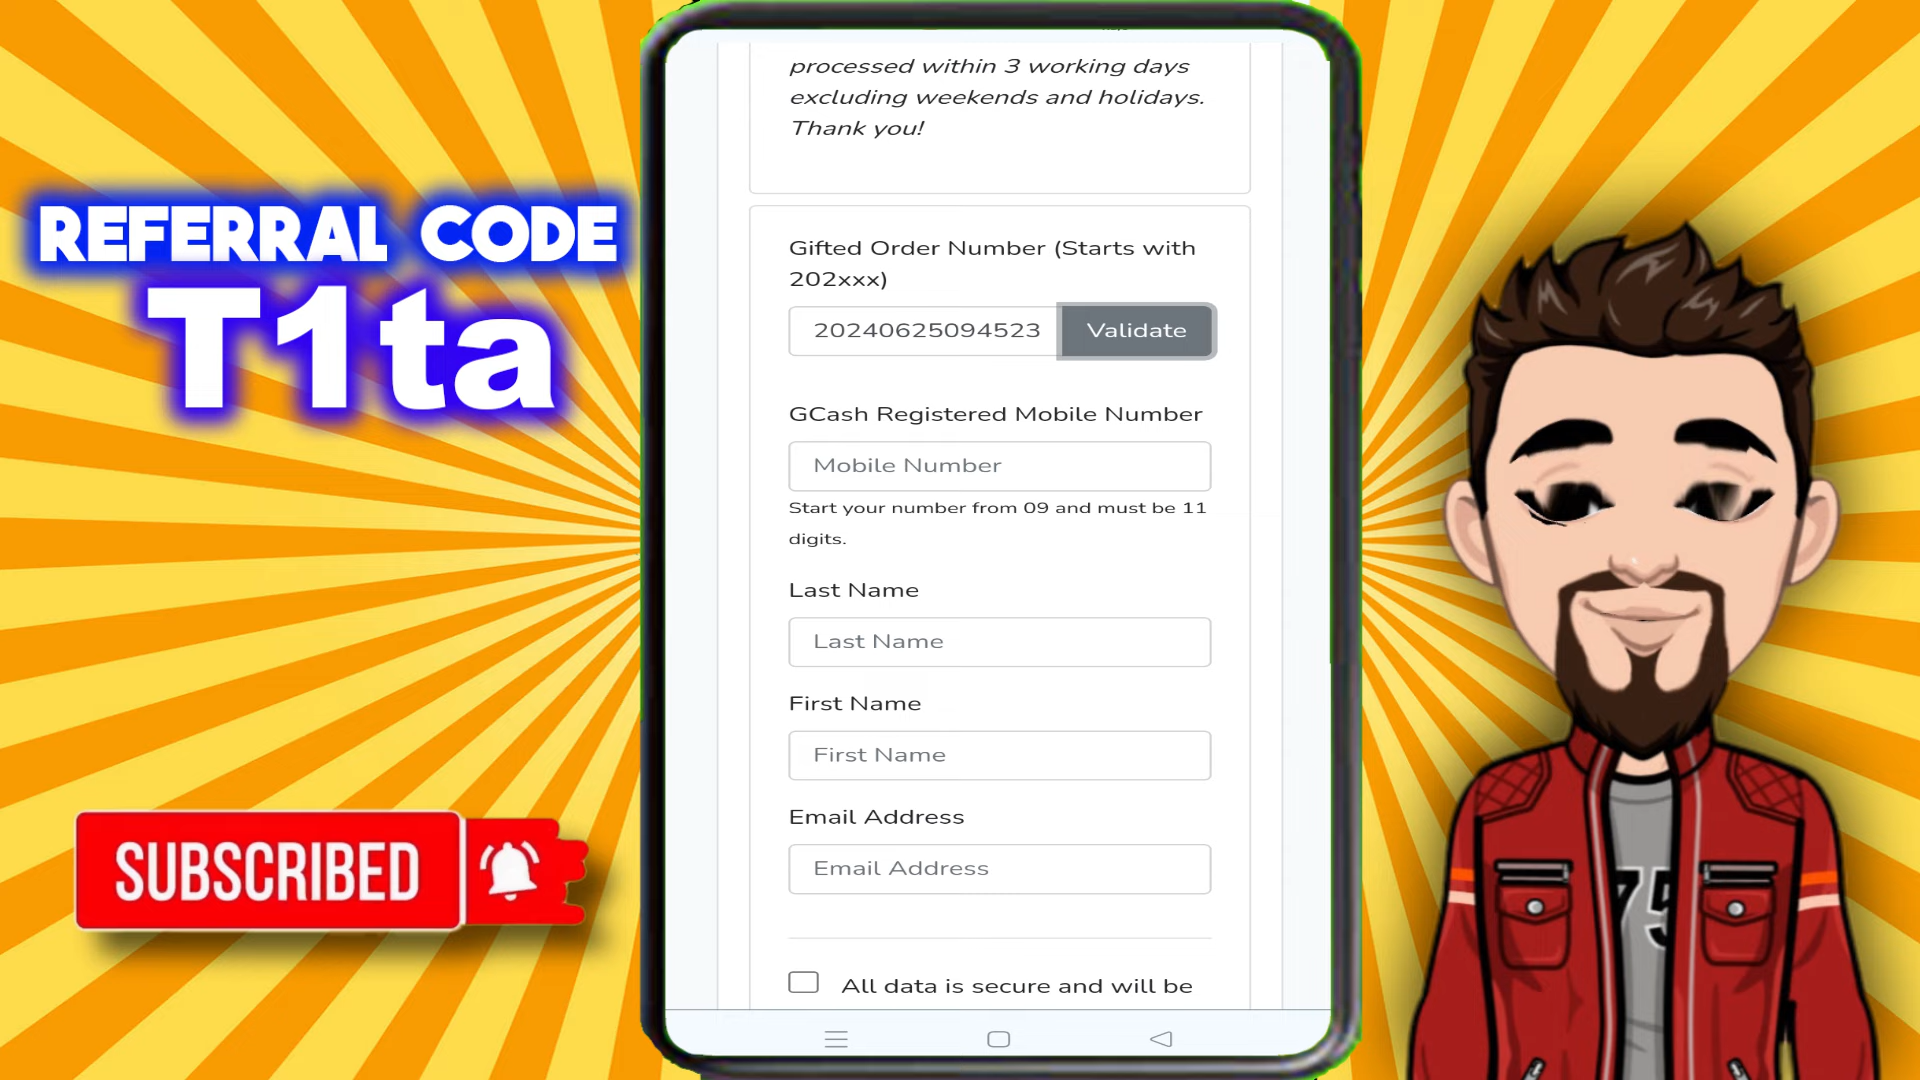 REFERRAL CODE
T1ta
SUBSCRIBED
processed within 3 working days
excluding weekends and holidays.
Thank you!
Gifted Order Number (Starts with
202xxx)
20240625094523
Validate
GCash Registered Mobile Number
Mobile Number
Start your number from 09 and must be 11
digits.
Last Name
Last Name
First Name
First Name
Email Address
Email Address
All data is secure and will be
75